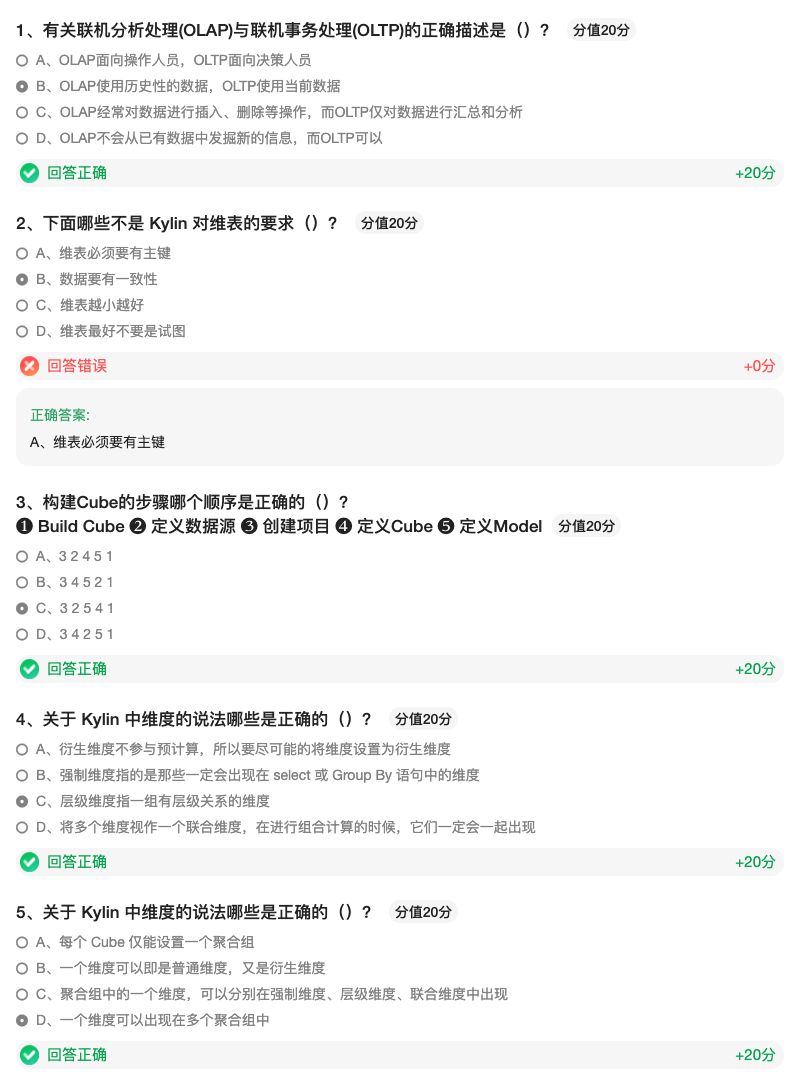 1、有关联机分析处理(OLAP)与联机事务处理(OLTP)的正确描述是（）? 分值20分
A、OLAP面向操作人员，OLTP面向决策人员
B、OLAP使用历史性的数据，OLTP使用当前数据
C、OLAP经常对数据进行插入、删除等操作，而OLTP仅对数据进行汇总和分析
D、OLAP不会从已有数据中发掘新的信息，而OLTP可以
回答正确 +20分
2、下面哪些不是 Kylin 对维表的要求（）? 分值20分
A、维表必须要有主键
B、数据要有一致性
C、维表越小越好
D、维表最好不要是试图
回答错误 +0分
正确答案:
A、维表必须要有主键
3、构建Cube的步骤哪个顺序是正确的（）?
❶ Build Cube ❷ 定义数据源 ❸ 创建项目 ❹ 定义Cube ❺ 定义Model 分值20分
A、3 2 4 5 1
B、3 4 5 2 1
C、3 2 5 4 1
D、3 4 2 5 1
回答正确 +20分
4、关于 Kylin 中维度的说法哪些是正确的（）? 分值20分
A、衍生维度不参与预计算，所以要尽可能的将维度设置为衍生维度
B、强制维度指的是那些一定会出现在 select 或 Group By 语句中的维度
C、层级维度指一组有层级关系的维度
D、将多个维度视作一个联合维度，在进行组合计算的时候，它们一定会一起出现
回答正确 +20分
5、关于 Kylin 中维度的说法哪些是正确的（）? 分值20分
A、每个 Cube 仅能设置一个聚合组
B、一个维度可以即是普通维度，又是衍生维度
C、聚合组中的一个维度，可以分别在强制维度、层级维度、联合维度中出现
D、一个维度可以出现在多个聚合组中
回答正确 +20分